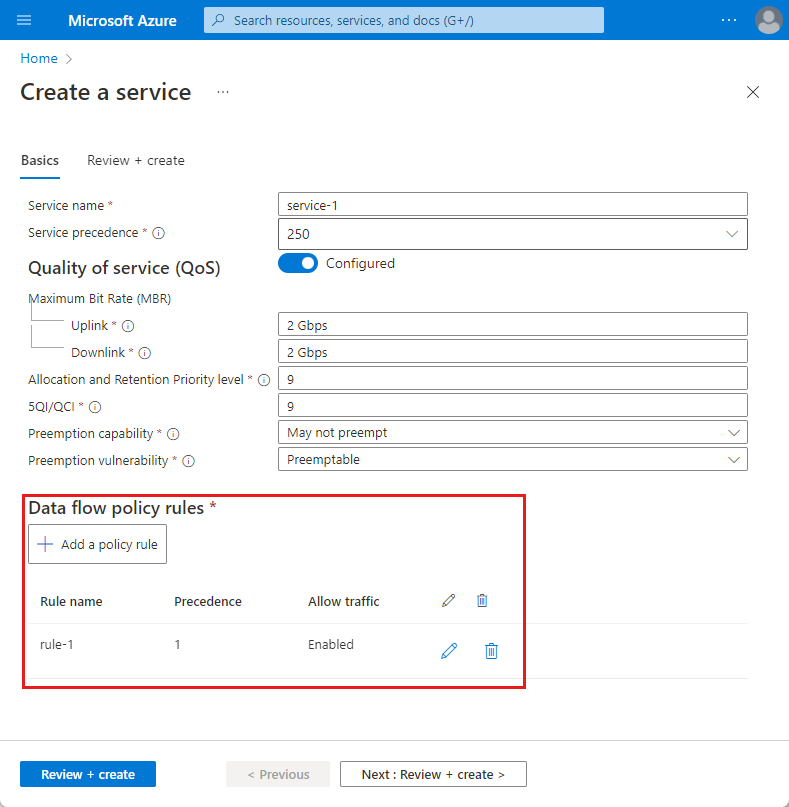 Microsoft Azure Search resources, services, and docs (G+/) ...
Home >
Create a service ...
Basics Review + create
Service name * service-1
Service precedence * 250
Quality of service (QoS) Configured
Maximum Bit Rate (MBR)
Uplink * 2 Gbps
Downlink * 2 Gbps
Allocation and Retention Priority level * 9
5QI/QCI * 9
Preemption capability * May not preempt
Preemption vulnerability * Preemptable
Data flow policy rules *
Add a policy rule
Rule name Precedence Allow traffic
rule-1 1 Enabled
Review + create < Previous Next : Review + create >